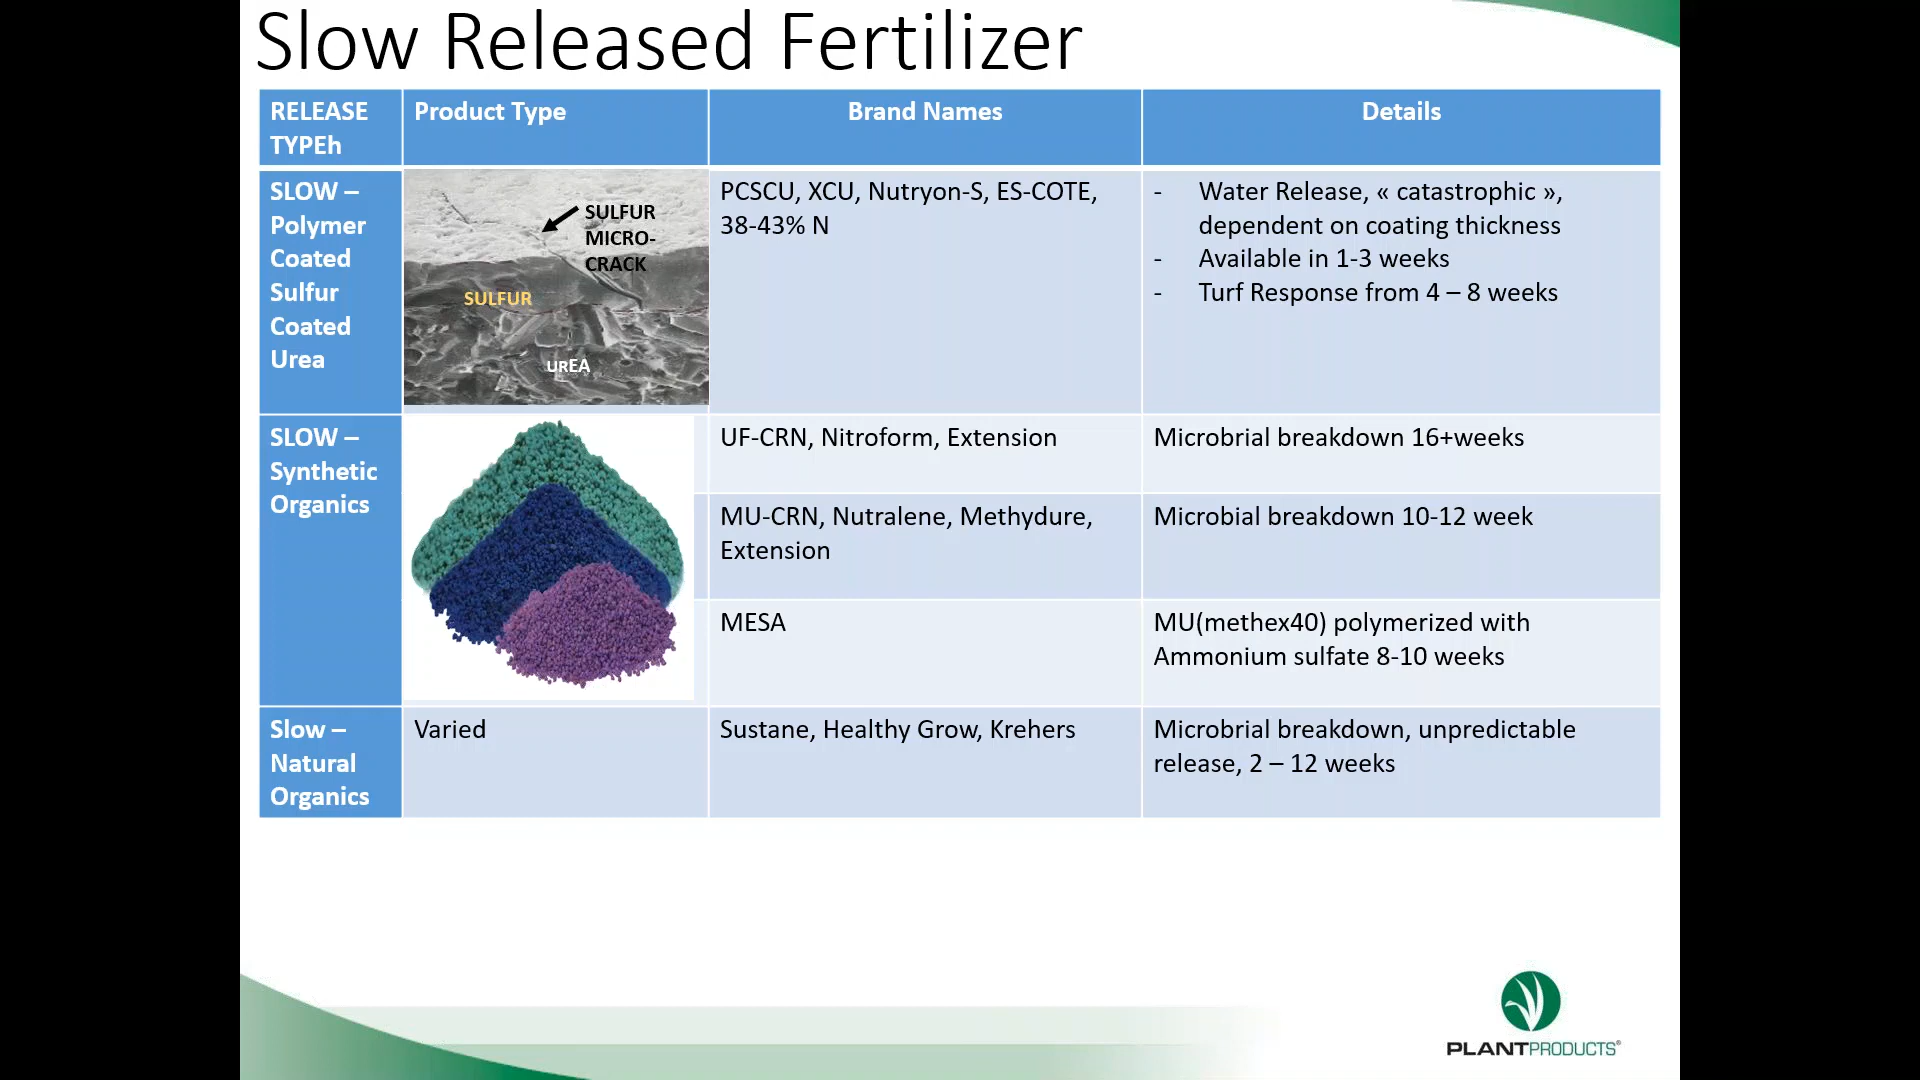 Slow Released Fertilizer
RELEASE
TYPEh
Product Type
Brand Names
Details
SLOW –
Polymer
Coated
Sulfur
Coated
Urea
SULFUR
MICRO-
CRACK
SULFUR
UREA
PCSCU, XCU, Nutryon-S, ES-COTE,
38-43% N
- Water Release, « catastrophic »,
dependent on coating thickness
- Available in 1-3 weeks
- Turf Response from 4 – 8 weeks
SLOW –
Synthetic
Organics
UF-CRN, Nitroform, Extension
Microbrial breakdown 16+weeks
MU-CRN, Nutralene, Methydure,
Extension
Microbial breakdown 10-12 week
MESA
MU(methex40) polymerized with
Ammonium sulfate 8-10 weeks
Slow –
Natural
Organics
Varied
Sustane, Healthy Grow, Krehers
Microbrial breakdown, unpredictable
release, 2 – 12 weeks
PLANTPRODUCTS®